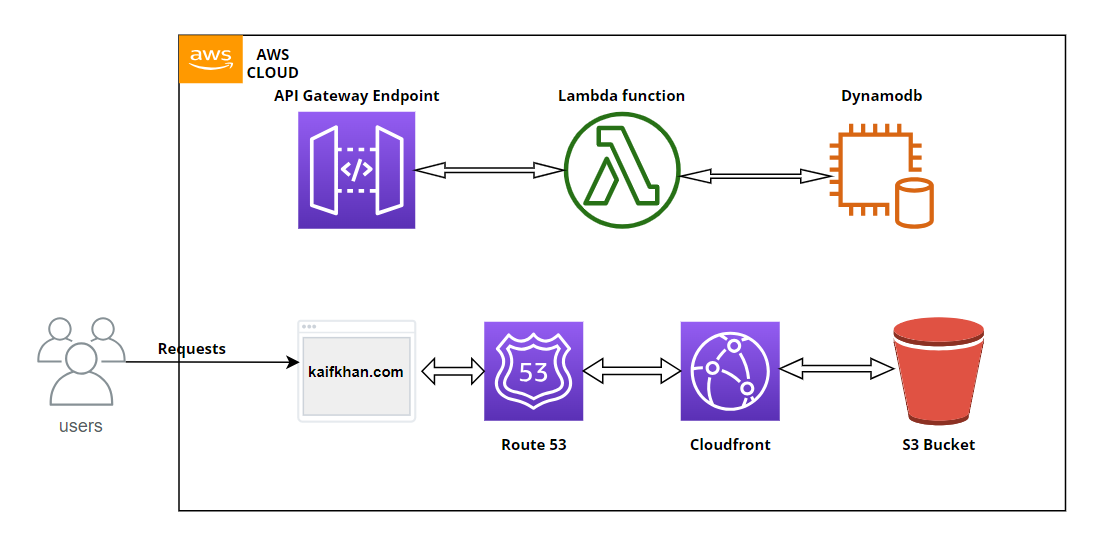 aws
AWS
CLOUD
API Gateway Endpoint
Lambda function
Dynamodb
</>
Requests
kaifkhan.com
53
users
Route 53
Cloudfront
S3 Bucket